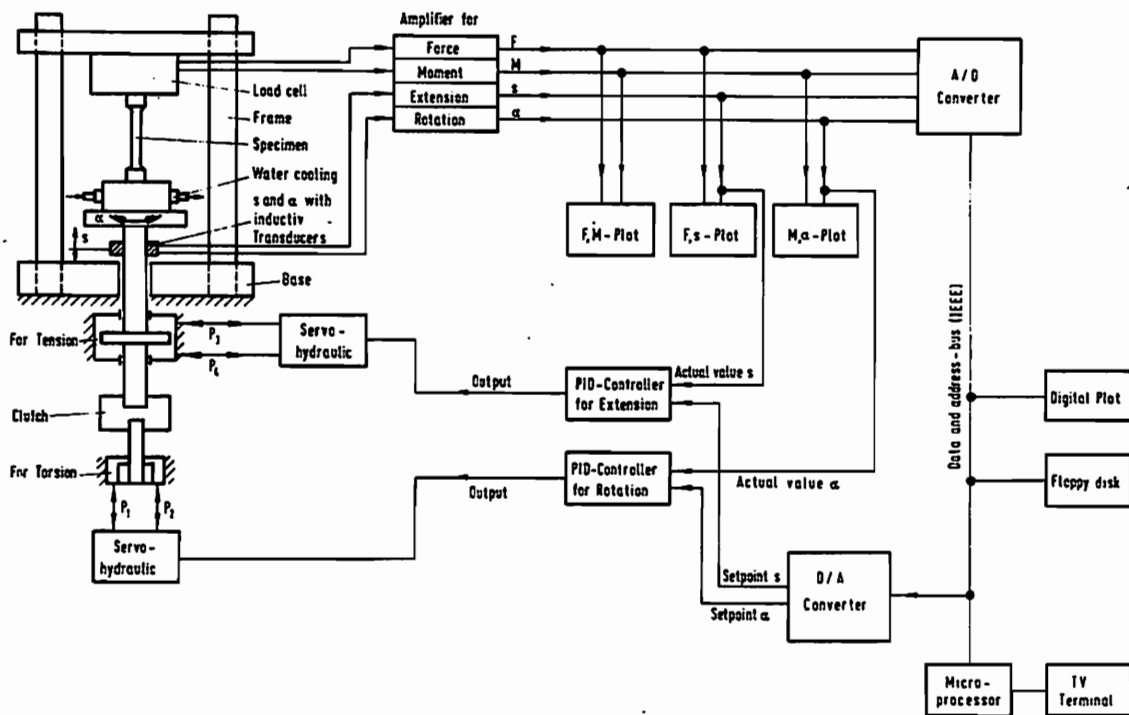 Amplifier for
Force
Moment
Extension
Rotation
F
M
s
α
A/D
Converter
Load cell
Frame
Specimen
Water cooling
s and α with
inductiv
Transducers
α
s
Base
F,M-Plot
F,s-Plot
M,α-Plot
For Tension
P3
P4
Servo-
hydraulic
Output
PID-Controller
for Extension
Actual value s
Clutch
For Torsion
P1
P2
Servo-
hydraulic
Output
PID-Controller
for Rotation
Actual value α
Setpoint s
Setpoint α
D/A
Converter
Data and address-bus (IEEE)
Digital Plot
Floppy disk
Micro-
processor
TV
Terminal